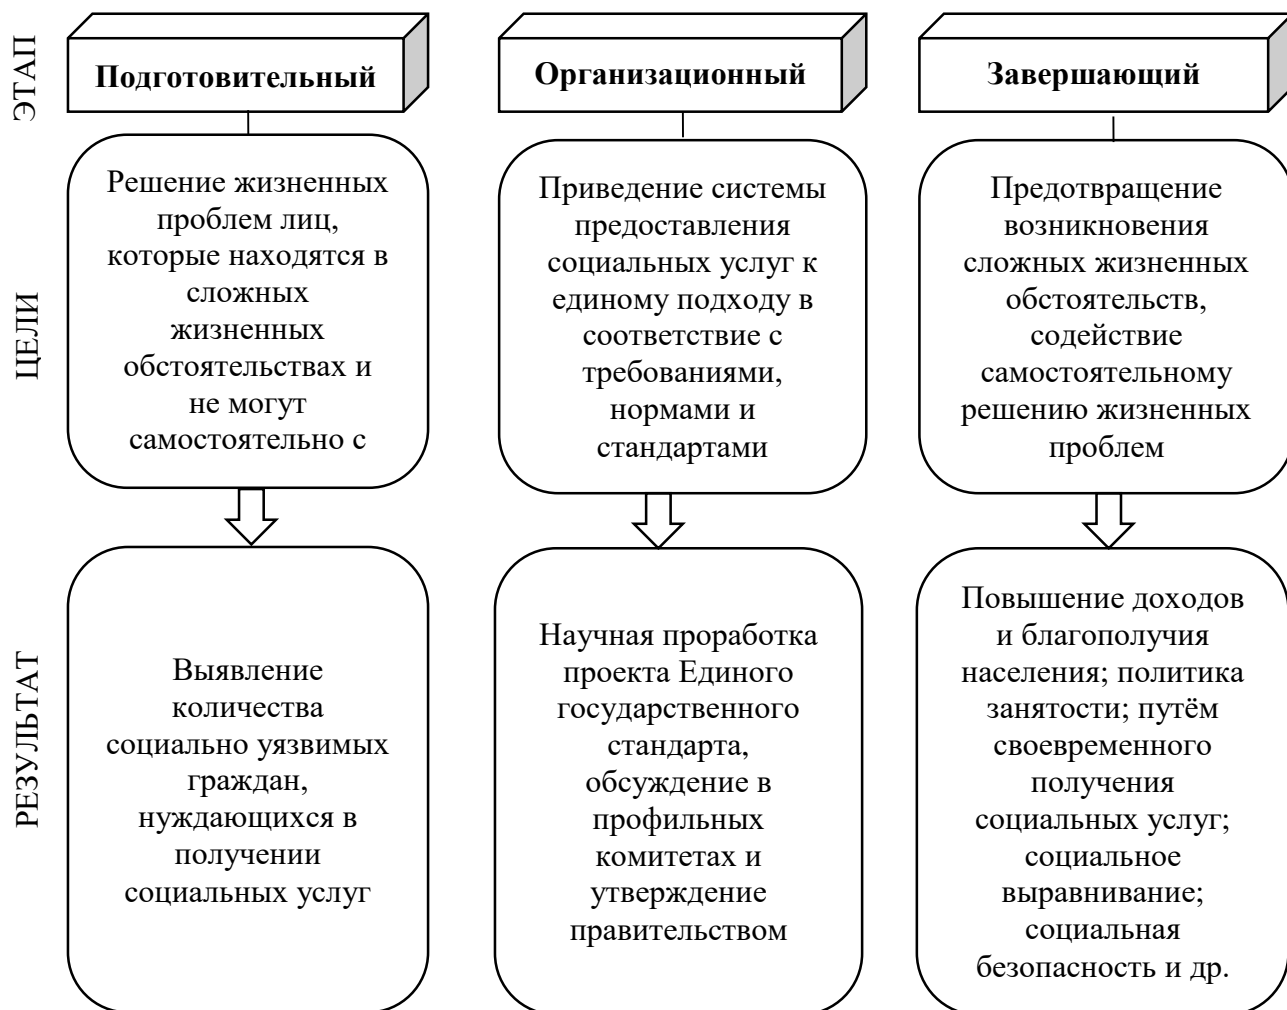 ЭТАП
Подготовительный
Организационный
Завершающий
ЦЕЛИ
Решение жизненных
проблем лиц,
которые находятся в
сложных
жизненных
обстоятельствах и
не могут
самостоятельно с
Приведение системы
предоставления
социальных услуг к
единому подходу в
соответствие с
требованиями,
нормами и
стандартами
Предотвращение
возникновения
сложных жизненных
обстоятельств,
содействие
самостоятельному
решению жизненных
проблем
РЕЗУЛЬТАТ
Выявление
количества
социально уязвимых
граждан,
нуждающихся в
получении
социальных услуг
Научная проработка
проекта Единого
государственного
стандарта,
обсуждение в
профильных
комитетах и
утверждение
правительством
Повышение доходов
и благополучия
населения; политика
занятости; путём
своевременного
получения
социальных услуг;
социальное
выравнивание;
социальная
безопасность и др.